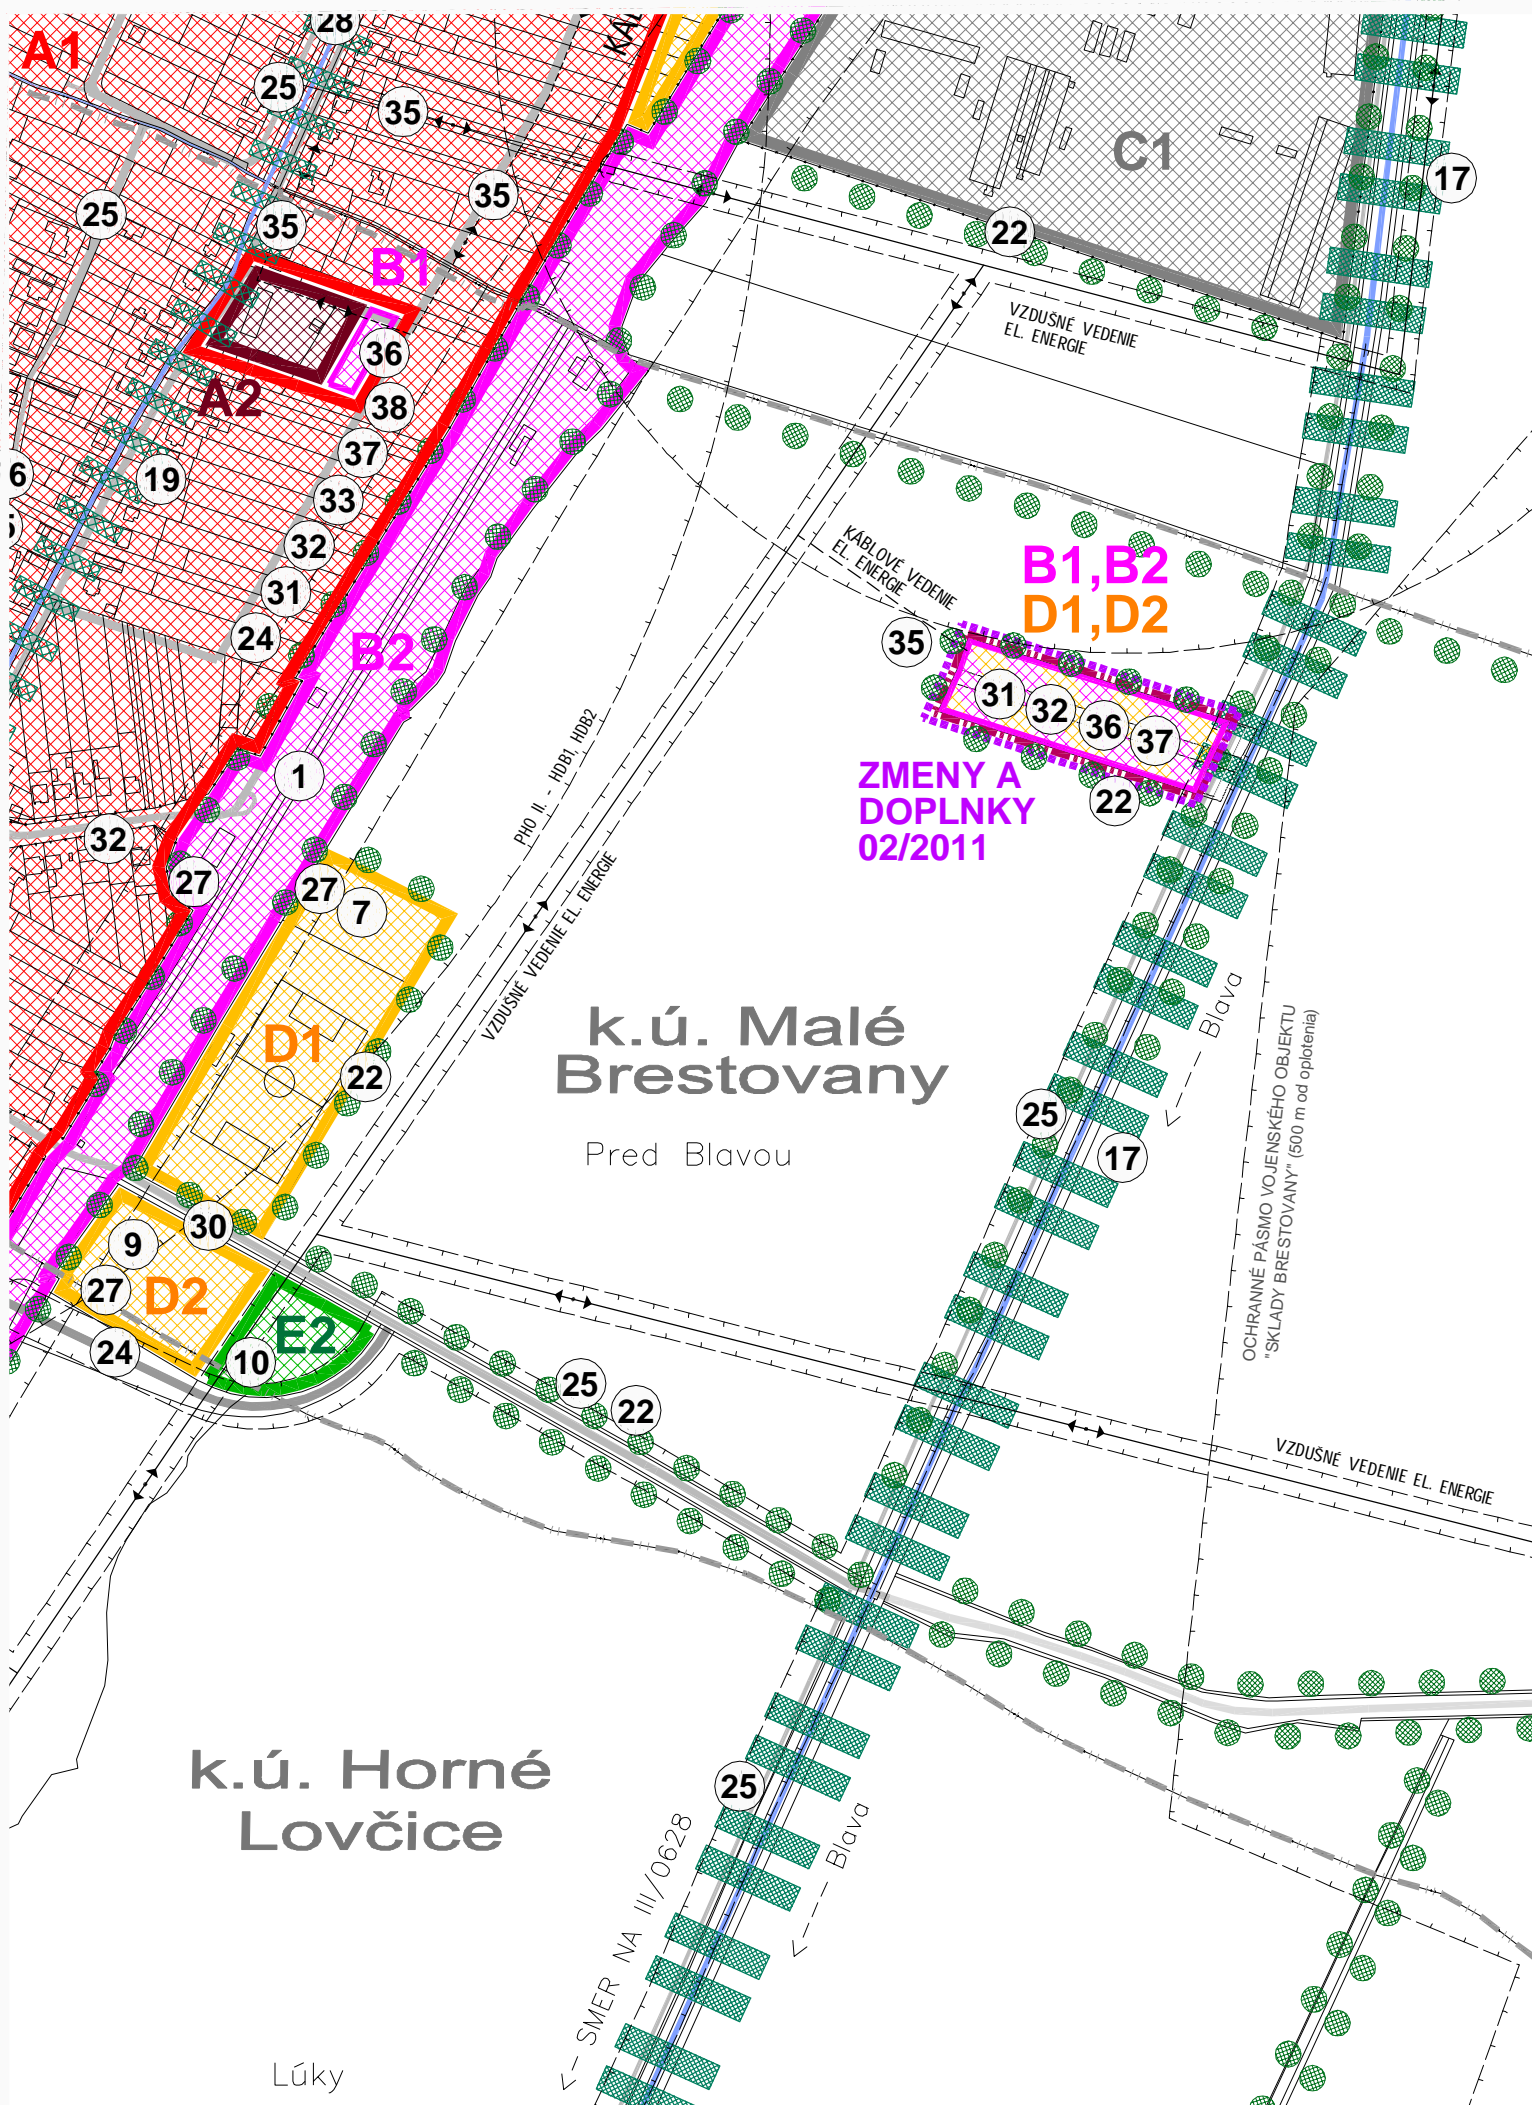 28
A1
25
35
C1
17
35
25
35
22
B1
VZDUŠNÉ VEDENIE
EL. ENERGIE
36
A2
38
37
19
33
32
31
24
KÁBLOVÉ VEDENIE
EL. ENERGIE
B1,B2
D1,D2
35
31
32
36
37
22
ZMENY A
DOPLNKY
02/2011
B2
1
PHO II. - HDB1, HDB2
32
27
27
7
VZDUŠNÉ VEDENIE EL. ENERGIE
D1
22
k.ú. Malé
Brestovany
Pred Blavou
Blava
25
17
OCHRANNÉ PÁSMO VOJENSKÉHO OBJEKTU
"SKLADY BRESTOVANY" (500 m od oplotenia)
30
9
27
D2
E2
24
10
25
22
VZDUŠNÉ VEDENIE EL. ENERGIE
k.ú. Horné
Lovčice
25
Blava
SMER NA III/0628
Lúky